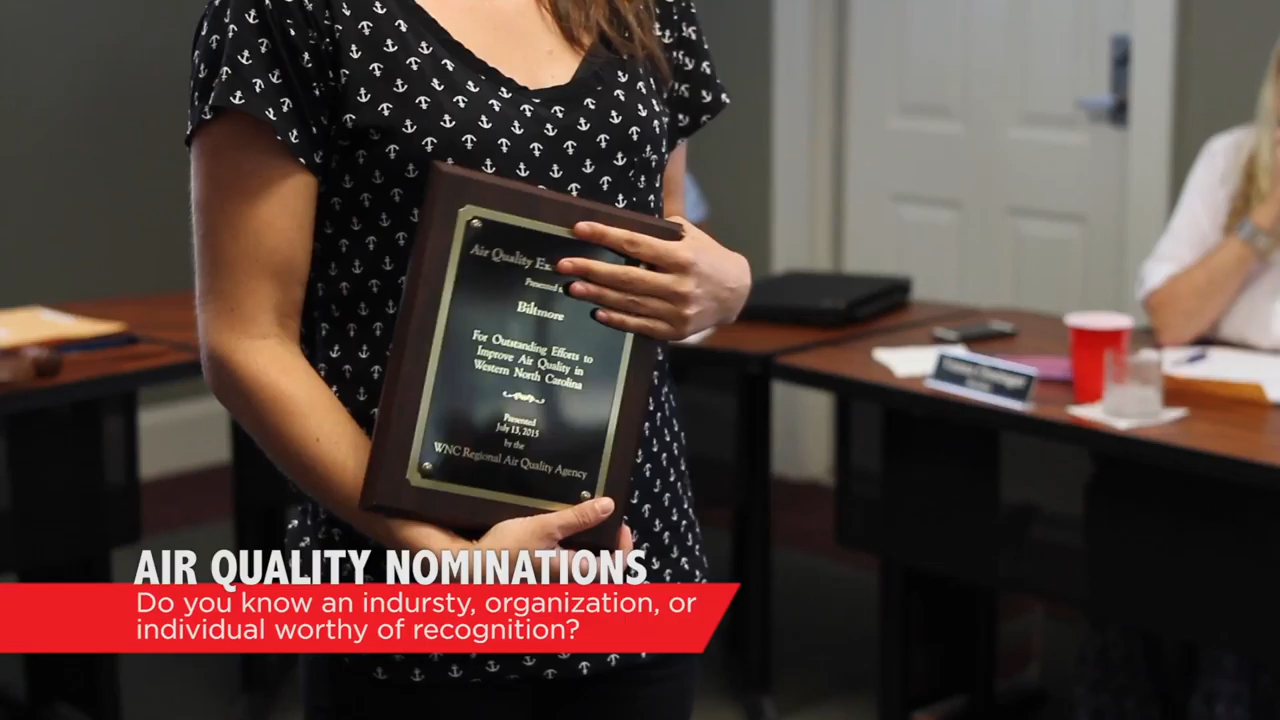 Air Quality Ex
Presented
Biltmore
For Outstanding Efforts to
Improve Air Quality in
Western North Carolina
Presented
July 13, 2015
by the
WNC Regional Air Quality Agency
AIR QUALITY NOMINATIONS
Do you know an indursty, organization, or
individual worthy of recognition?